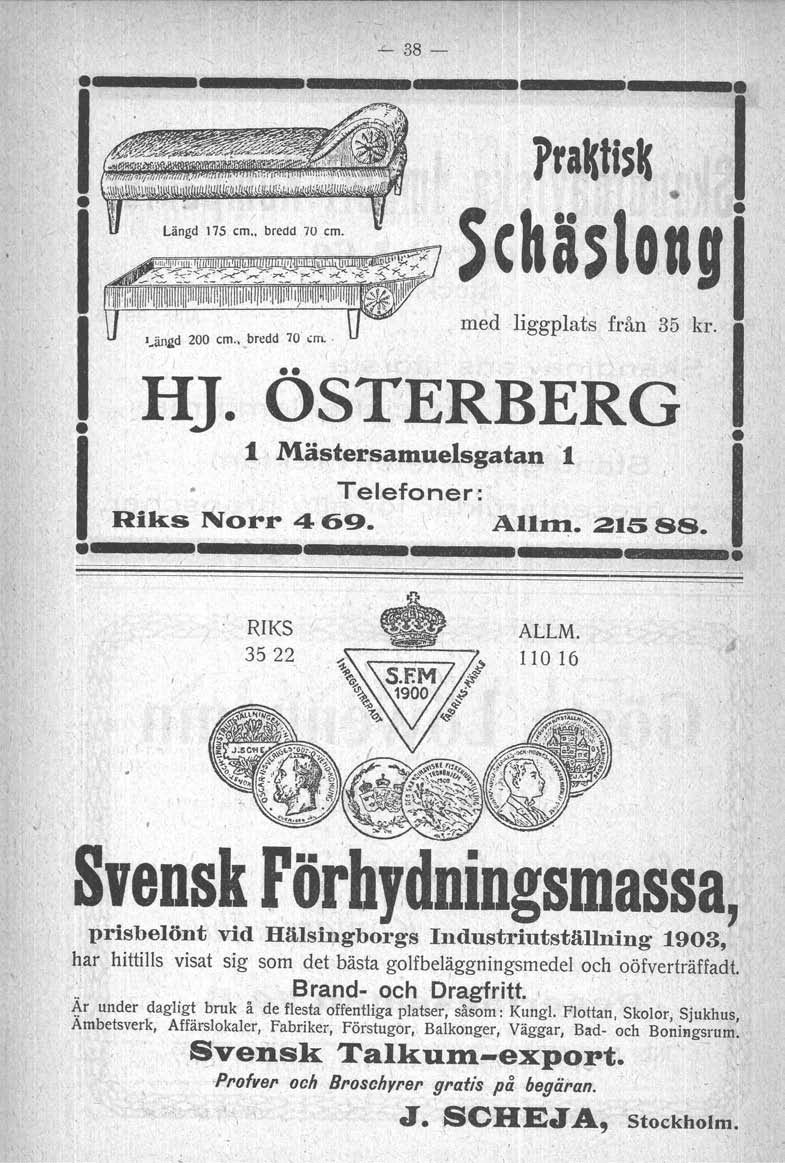 — 38 —
Praktisk
Schäslong
Längd 175 cm., bredd 70 cm.
Längd 200 cm., bredd 70 cm.
med liggplats från 35 kr.
HJ. ÖSTERBERG
1 Mästersamuelsgatan 1
Telefoner:
Riks Norr 469. Allm. 215 88.
RIKS ALLM.
35 22 110 16
S.F.M
1900
INREGISTRERADT FABRIKS-MÄRKE
J. SCHEJA
Svensk Förhydningsmassa,
prisbelönt vid Hälsingborgs Industriutställning 1903,
har hittills visat sig som det bästa golfbeläggningsmedel och oöfverträffadt.
Brand- och Dragfritt.
Är under dagligt bruk å de flesta offentliga platser, såsom: Kungl. Flottan, Skolor, Sjukhus,
Ämbetsverk, Affärslokaler, Fabriker, Förstugor, Balkonger, Väggar, Bad- och Boningsrum.
Svensk Talkum-export.
Profver och Broschyrer gratis på begäran.
J. SCHEJA, Stockholm.